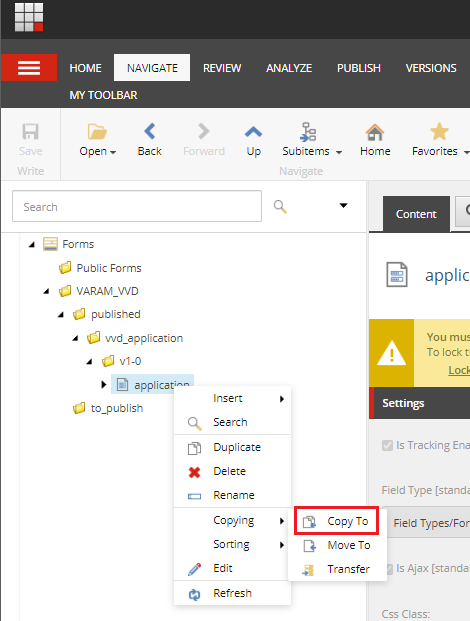 HOME NAVIGATE REVIEW ANALYZE PUBLISH VERSIONS
MY TOOLBAR
Save Open Back Forward Up Subitems Home Favorites
Write Navigate
Search
Content
Forms
Public Forms
VARAM_VVD
published
vvd_application
v1-0
application
to_publish
applic
You mus
To lock th
Lock
Settings
Is Tracking Ena
Field Type [standa
Field Types/For
Is Ajax [standa
Css Class:
Insert
Search
Duplicate
Delete
Rename
Copying
Sorting
Edit
Refresh
Copy To
Move To
Transfer